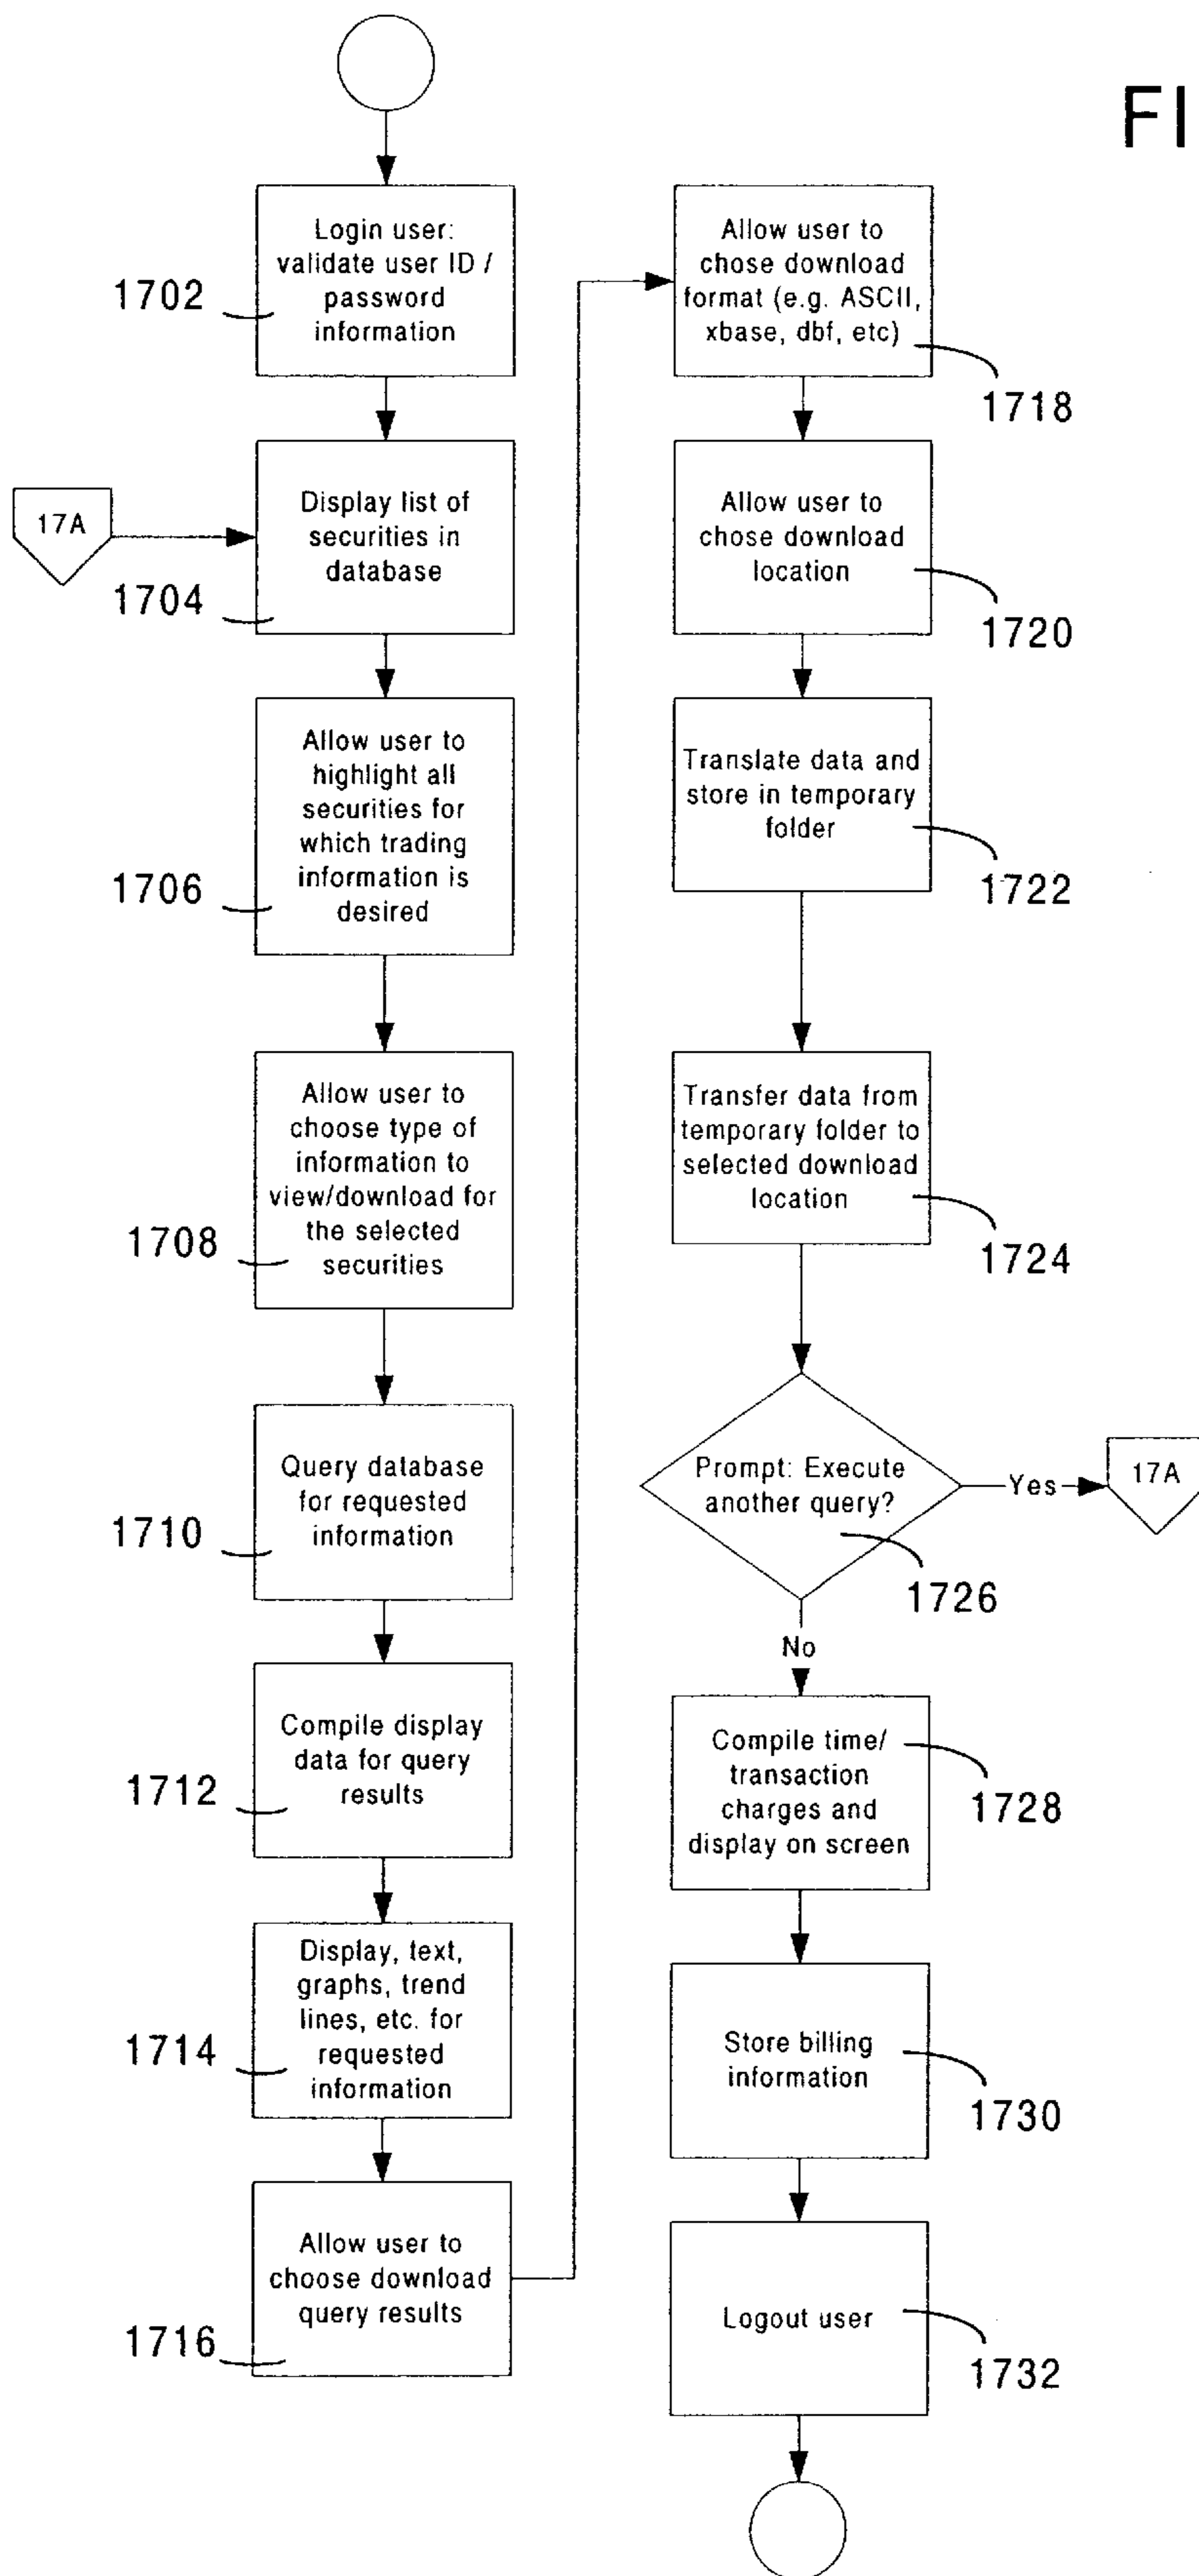 FI
Login user:
validate user ID /
password
information
1702
17A
Display list of
securities in
database
1704
Allow user to
highlight all
securities for
which trading
information is
desired
1706
Allow user to
choose type of
information to
view/download for
the selected
securities
1708
Query database
for requested
information
1710
Compile display
data for query
results
1712
Display, text,
graphs, trend
lines, etc. for
requested
information
1714
Allow user to
choose download
query results
1716
Allow user to
chose download
format (e.g. ASCII,
xbase, dbf, etc)
1718
Allow user to
chose download
location
1720
Translate data and
store in temporary
folder
1722
Transfer data from
temporary folder to
selected download
location
1724
Prompt: Execute
another query?
Yes
17A
1726
No
Compile time/
transaction
charges and
display on screen
1728
Store billing
information
1730
Logout user
1732